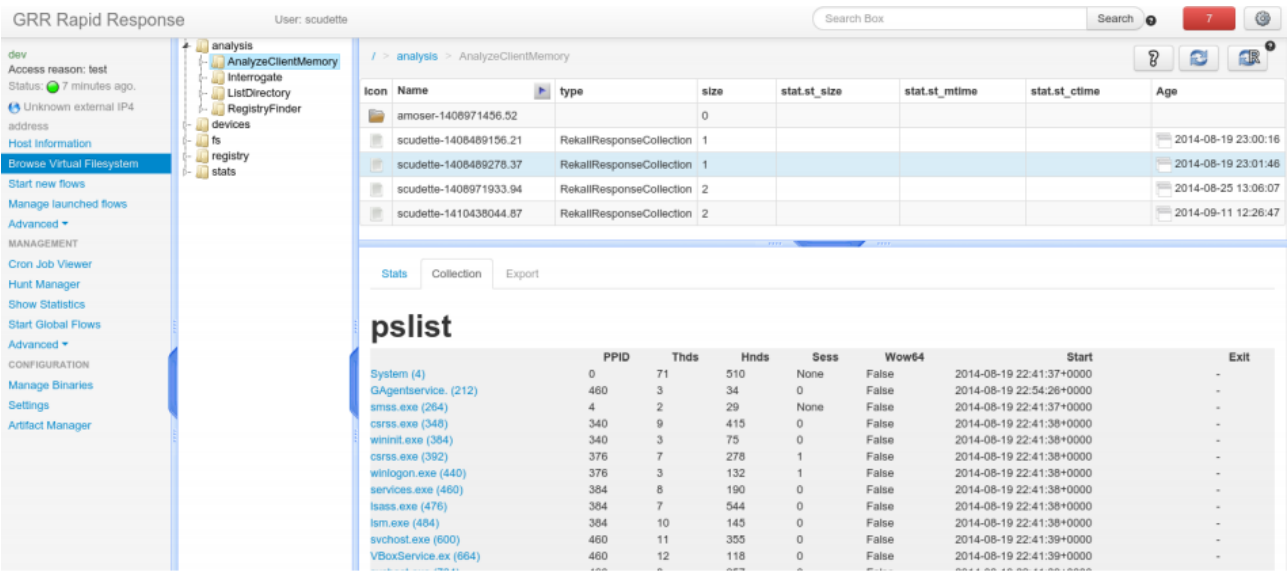 GRR Rapid Response User: scudette Search Box Search 7
dev
Access reason: test
Status: 7 minutes ago.
Unknown external IP4
address
Host Information
Browse Virtual Filesystem
Start new flows
Manage launched flows
Advanced
MANAGEMENT
Cron Job Viewer
Hunt Manager
Show Statistics
Start Global Flows
Advanced
CONFIGURATION
Manage Binaries
Settings
Artifact Manager
analysis
AnalyzeClientMemory
Interrogate
ListDirectory
RegistryFinder
devices
fs
registry
stats
/ > analysis > AnalyzeClientMemory
Icon Name type size stat.st_size stat.st_mtime stat.st_ctime Age
amoser-1408971456.52 0
scudette-1408489156.21 RekallResponseCollection 1 2014-08-19 23:00:16
scudette-1408489278.37 RekallResponseCollection 1 2014-08-19 23:01:46
scudette-1408971933.94 RekallResponseCollection 2 2014-08-25 13:06:07
scudette-1410438044.87 RekallResponseCollection 2 2014-09-11 12:26:47
Stats Collection Export
pslist
PPID Thds Hnds Sess Wow64 Start Exit
System (4) 0 71 510 None False 2014-08-19 22:41:37+0000 -
GAgentservice. (212) 460 3 34 0 False 2014-08-19 22:54:26+0000 -
smss.exe (264) 4 2 29 None False 2014-08-19 22:41:37+0000 -
csrss.exe (348) 340 9 415 0 False 2014-08-19 22:41:38+0000 -
wininit.exe (384) 340 3 75 0 False 2014-08-19 22:41:38+0000 -
csrss.exe (392) 376 7 278 1 False 2014-08-19 22:41:38+0000 -
winlogon.exe (440) 376 3 132 1 False 2014-08-19 22:41:38+0000 -
services.exe (460) 384 8 190 0 False 2014-08-19 22:41:38+0000 -
lsass.exe (476) 384 7 544 0 False 2014-08-19 22:41:38+0000 -
lsm.exe (484) 384 10 145 0 False 2014-08-19 22:41:38+0000 -
svchost.exe (600) 460 11 355 0 False 2014-08-19 22:41:39+0000 -
VBoxService.ex (664) 460 12 118 0 False 2014-08-19 22:41:39+0000 -